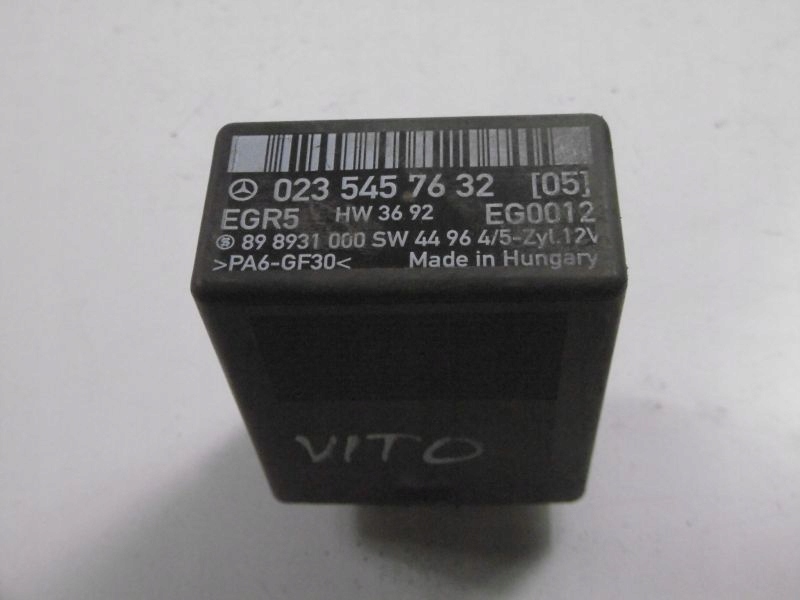 023 545 76 32 [05]
EGR5 HW 36 92 EG0012
89 8931 000 SW 44 96 4/5-Zyl.12V
>PA6-GF30< Made in Hungary
VITO